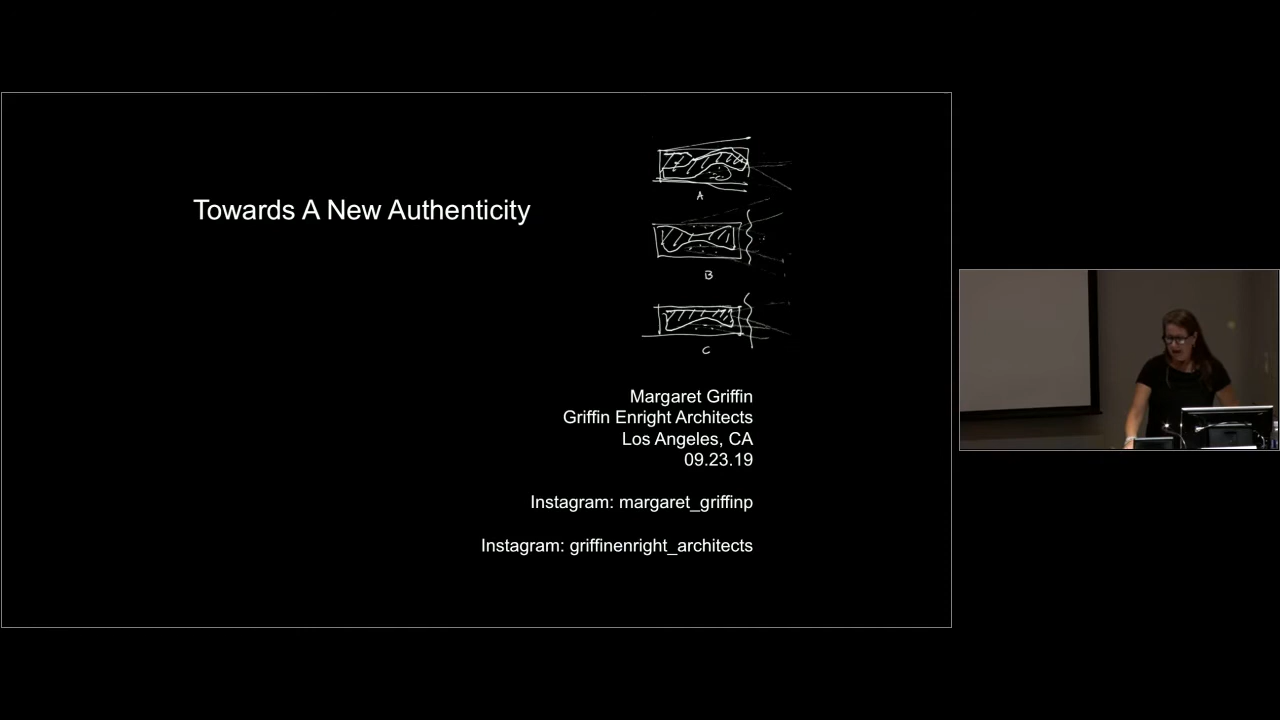 Towards A New Authenticity
A
B
C
Margaret Griffin
Griffin Enright Architects
Los Angeles, CA
09.23.19
Instagram: margaret_griffinp
Instagram: griffinenright_architects